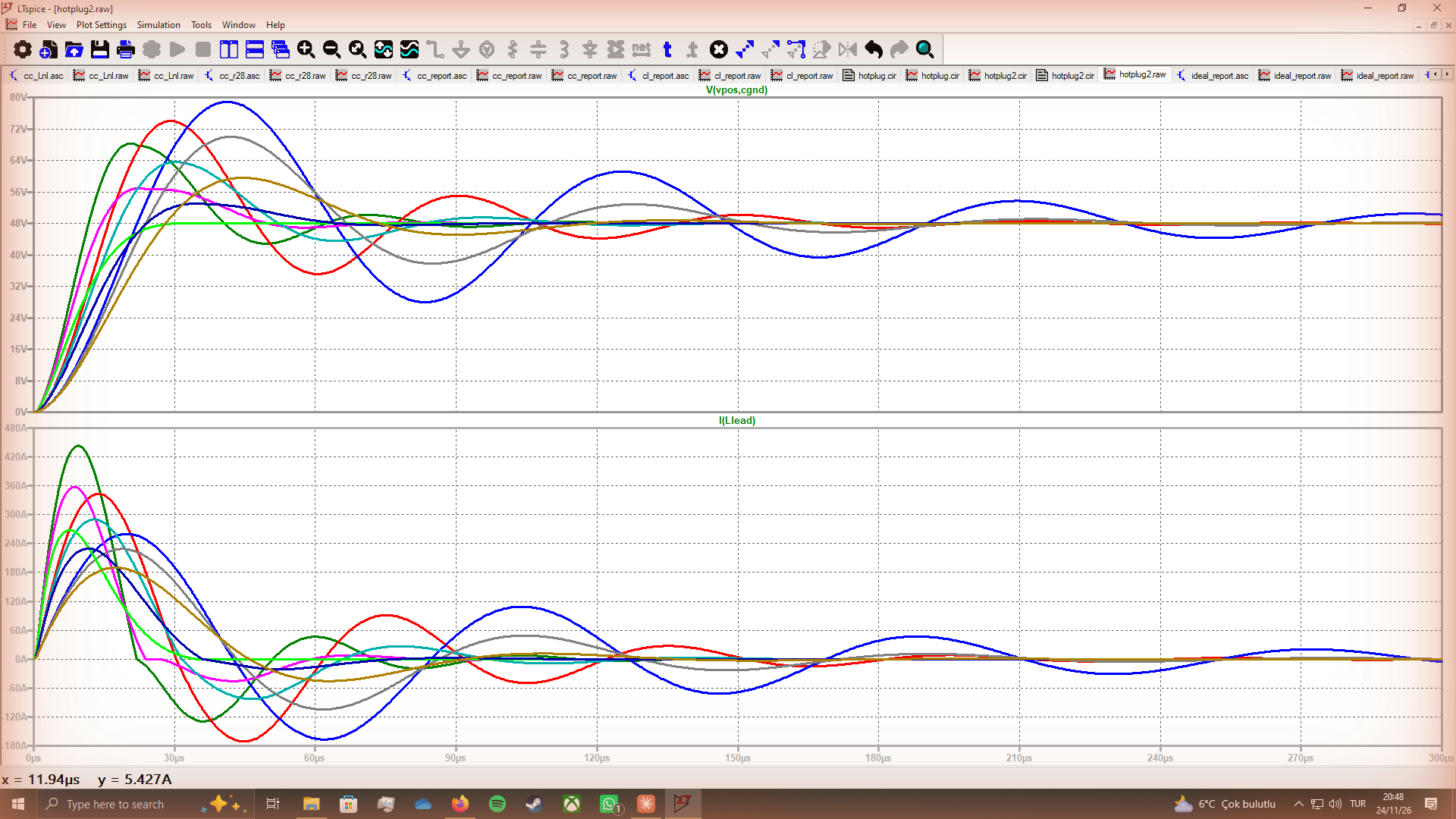 LTspice - [hotplug2.raw]
File View Plot Settings Simulation Tools Window Help
cc_Lnl.asc cc_Lnl.raw cc_Lnl.raw cc_r28.asc cc_r28.raw cc_r28.raw cc_report.asc cc_report.raw cc_report.raw cl_report.asc cl_report.raw cl_report.raw hotplug.cir hotplug.cir hotplug2.cir hotplug2.cir hotplug2.raw ideal_report.asc ideal_report.raw ideal_report.raw
V(vpos,cgnd)
80V
72V
64V
56V
48V
40V
32V
24V
16V
8V
0V
I(Llead)
480A
420A
360A
300A
240A
180A
120A
60A
0A
-60A
-120A
-180A
0µs 30µs 60µs 90µs 120µs 150µs 180µs 210µs 240µs 270µs 300µs
x = 11.94µs y = 5.427A
Type here to search 1 6°C Çok bulutlu TUR 20:48
24/11/26